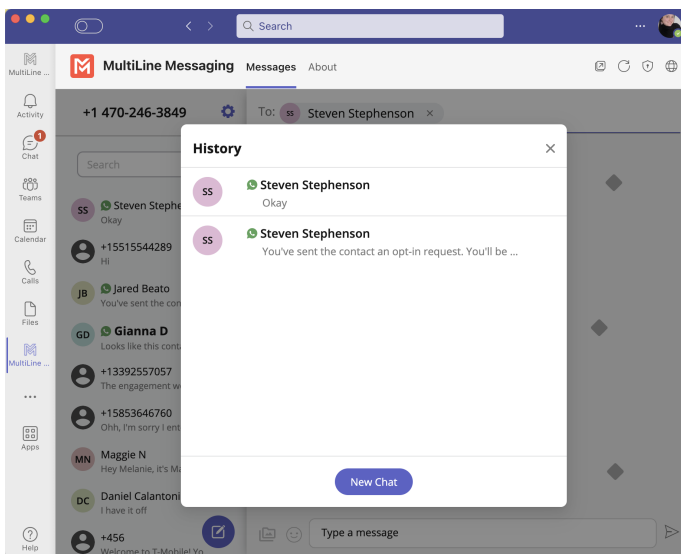 Search
MultiLine ...
Activity
1
Chat
Teams
Calendar
Calls
Files
MultiLine ...
Apps
Help
MultiLine Messaging
Messages
About
+1 470-246-3849
To: SS Steven Stephenson ×
Search
SS
Steven Stephe
Okay
+15515544289
Hi
JB
Jared Beato
You've sent the con
GD
Gianna D
Looks like this conta
+13392557057
The engagement w
+15853646760
Ohh, I'm sorry I ent
MN
Maggie N
Hey Melanie, it's Ma
DC
Daniel Calantoni
I have it off
+456
Welcome to T-Mobile! Yo
History
SS
Steven Stephenson
Okay
SS
Steven Stephenson
You've sent the contact an opt-in request. You'll be ...
New Chat
Type a message